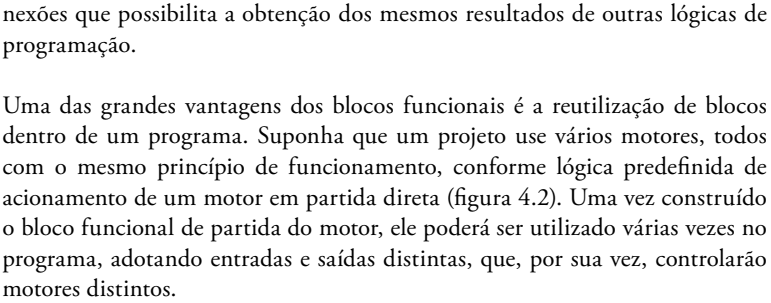 nexões que possibilita a obtenção dos mesmos resultados de outras lógicas de
programação.
Uma das grandes vantagens dos blocos funcionais é a reutilização de blocos
dentro de um programa. Suponha que um projeto use vários motores, todos
com o mesmo princípio de funcionamento, conforme lógica predefinida de
acionamento de um motor em partida direta (figura 4.2). Uma vez construído
o bloco funcional de partida do motor, ele poderá ser utilizado várias vezes no
programa, adotando entradas e saídas distintas, que, por sua vez, controlarão
motores distintos.